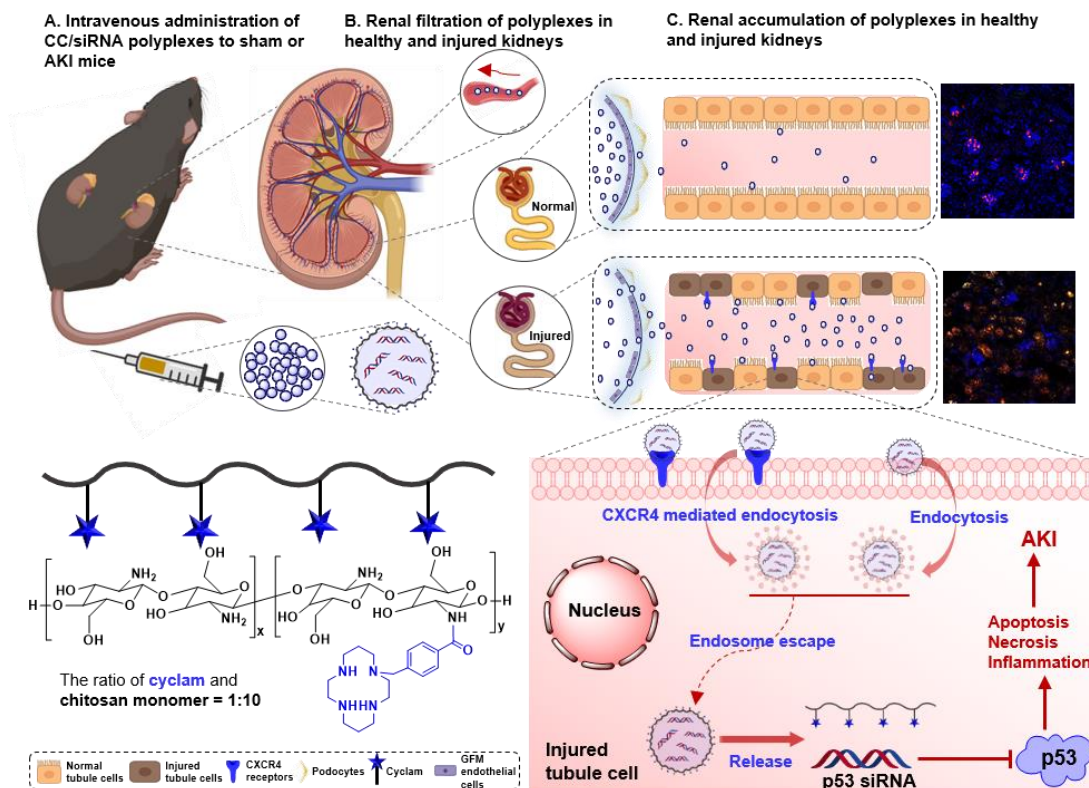 A. Intravenous administration of
CC/siRNA polyplexes to sham or
AKI mice
B. Renal filtration of polyplexes in
healthy and injured kidneys
C. Renal accumulation of polyplexes in healthy
and injured kidneys
Normal
Injured
OH
NH2
OH
NH2
HO
O
O
HO
O
O
HO
O
O
HO
O
O
H
O
H
HO
NH2
HO
NH
OH
x
OH
y
O
NH
N
NHHN
The ratio of cyclam and
chitosan monomer = 1:10
CXCR4 mediated endocytosis
Endocytosis
AKI
Nucleus
Apoptosis
Necrosis
Inflammation
Endosome escape
Injured
tubule cell
Release
p53 siRNA
p53
Normal
tubule cells
Injured
tubule cells
CXCR4
receptors
Podocytes
Cyclam
GFM
endothelial
cells